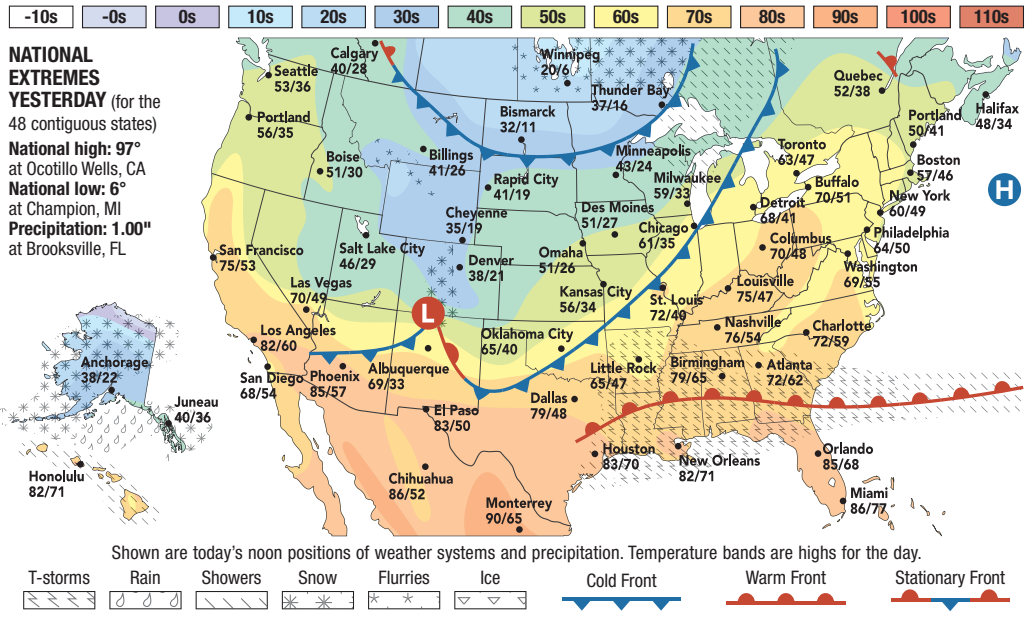 -10s -0s 0s 10s 20s 30s 40s 50s 60s 70s 80s 90s 100s 110s
NATIONAL
EXTREMES
YESTERDAY (for the
48 contiguous states)
National high: 97°
at Ocotillo Wells, CA
National low: 6°
at Champion, MI
Precipitation: 1.00"
at Brooksville, FL
Calgary
40/28
Winnipeg
20/6
Seattle
53/36
Thunder Bay
37/16
Quebec
52/38
Halifax
48/34
Portland
56/35
Bismarck
32/11
Portland
50/41
Boise
51/30
Billings
41/26
Minneapolis
43/24
Toronto
63/47
Boston
57/46
Rapid City
41/19
Milwaukee
59/33
Buffalo
70/51
New York
60/49
H
Cheyenne
35/19
Des Moines
51/27
Detroit
68/41
Chicago
61/35
Philadelphia
64/50
San Francisco
75/53
Salt Lake City
46/29
Denver
38/21
Omaha
51/26
Columbus
70/48
Washington
69/55
Las Vegas
70/49
Kansas City
56/34
St. Louis
72/40
Louisville
75/47
L
Los Angeles
82/60
Oklahoma City
65/40
Nashville
76/54
Charlotte
72/59
Anchorage
38/22
San Diego
68/54
Phoenix
85/57
Albuquerque
69/33
Little Rock
65/47
Birmingham
79/65
Atlanta
72/62
Juneau
40/36
El Paso
83/50
Dallas
79/48
Honolulu
82/71
Chihuahua
86/52
Houston
83/70
New Orleans
82/71
Orlando
85/68
Monterrey
90/65
Miami
86/77
Shown are today's noon positions of weather systems and precipitation. Temperature bands are highs for the day.
T-storms Rain Showers Snow Flurries Ice Cold Front Warm Front Stationary Front